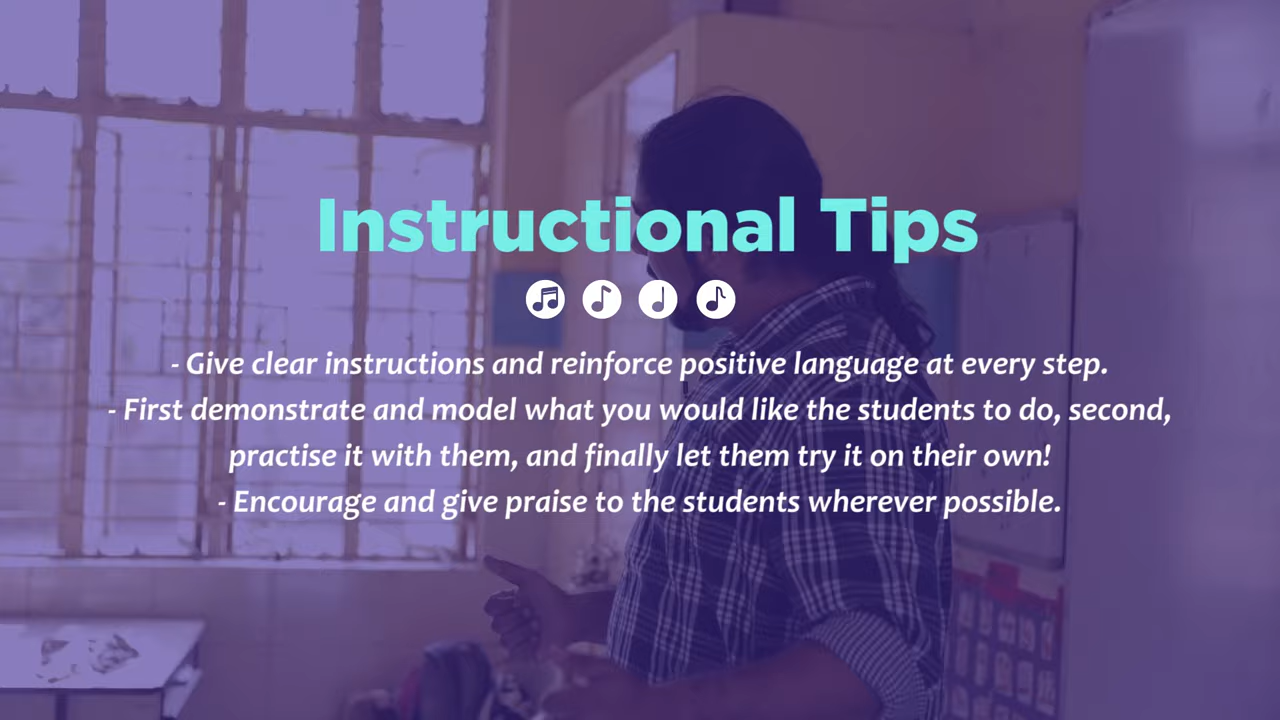 Instructional Tips
- Give clear instructions and reinforce positive language at every step.
- First demonstrate and model what you would like the students to do, second,
practise it with them, and finally let them try it on their own!
- Encourage and give praise to the students wherever possible.